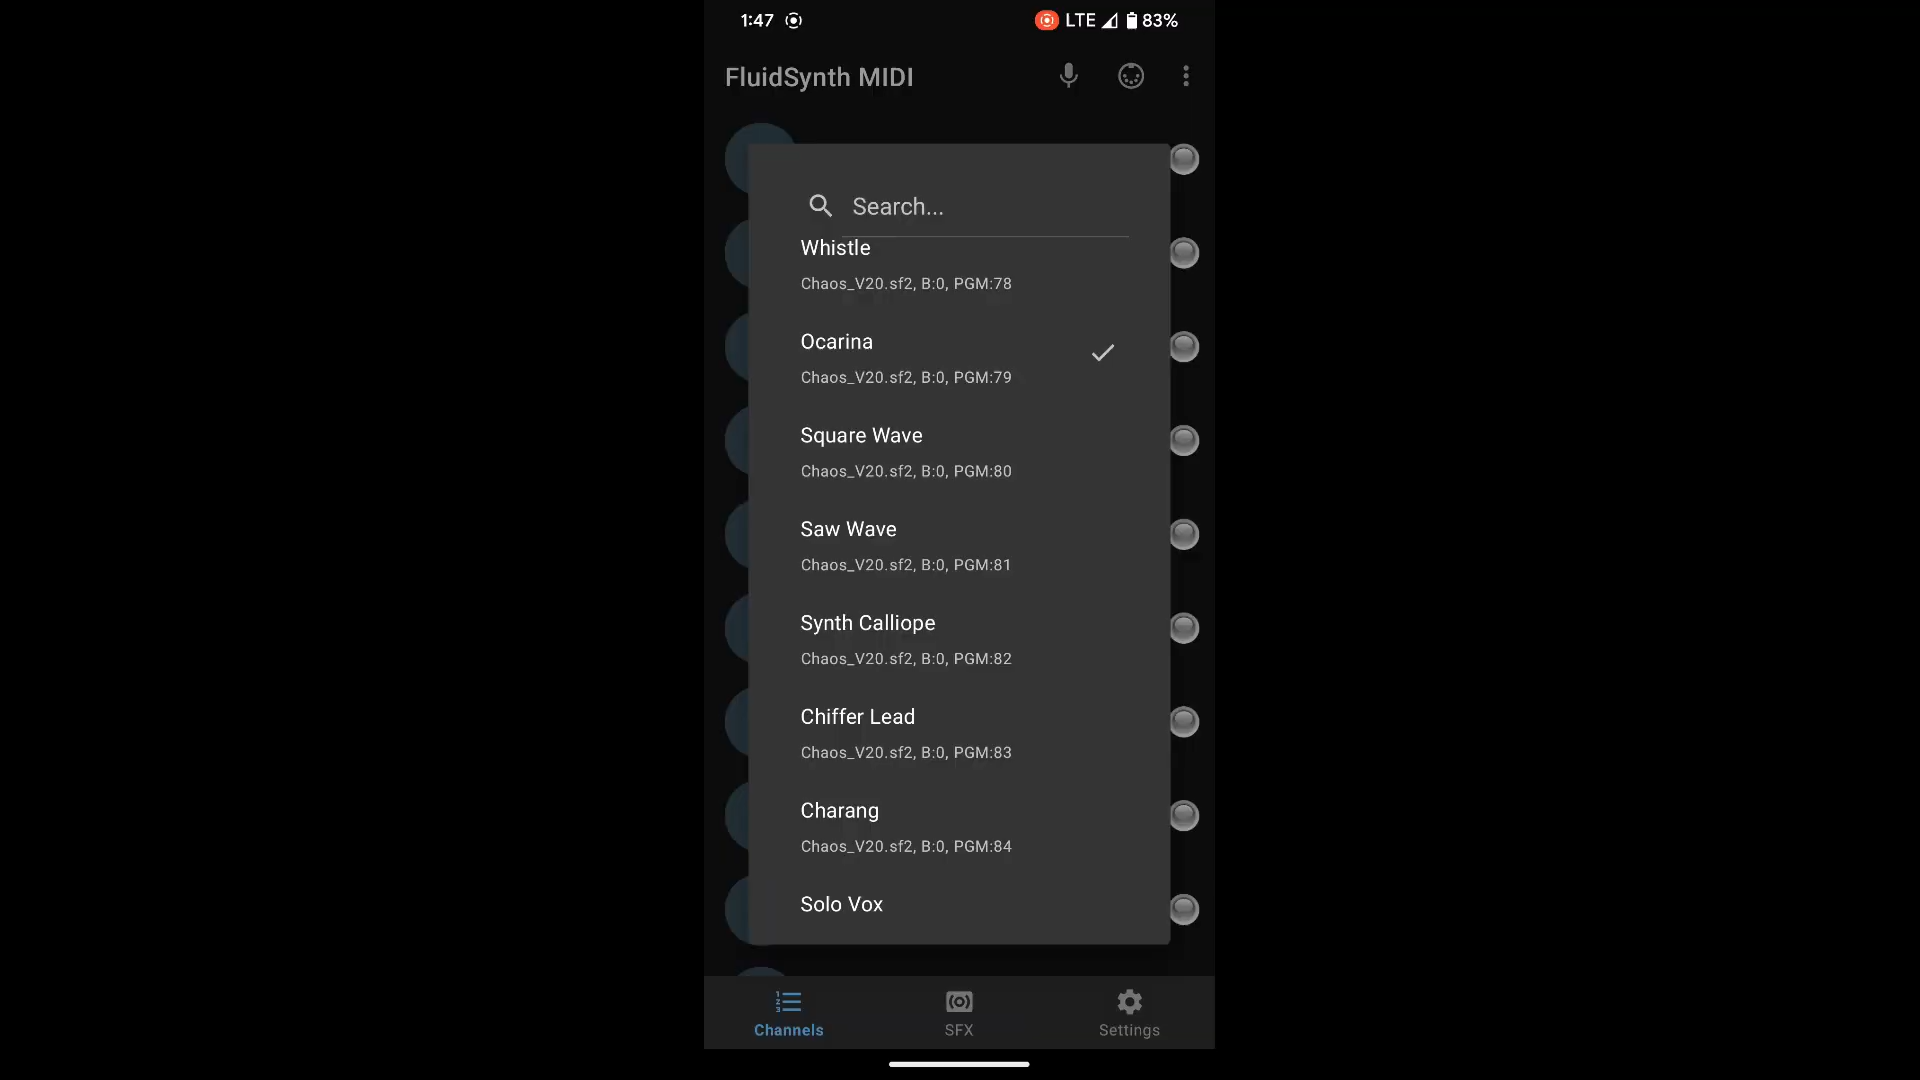 1:47 LTE 83%
FluidSynth MIDI
Search...
Whistle
Chaos_V20.sf2, B:0, PGM:78
Ocarina
Chaos_V20.sf2, B:0, PGM:79
Square Wave
Chaos_V20.sf2, B:0, PGM:80
Saw Wave
Chaos_V20.sf2, B:0, PGM:81
Synth Calliope
Chaos_V20.sf2, B:0, PGM:82
Chiffer Lead
Chaos_V20.sf2, B:0, PGM:83
Charang
Chaos_V20.sf2, B:0, PGM:84
Solo Vox
Channels SFX Settings